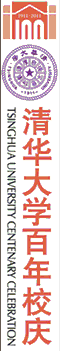 1911-2011
清华大学百年校庆
TSINGHUA UNIVERSITY CENTENARY CELEBRATION